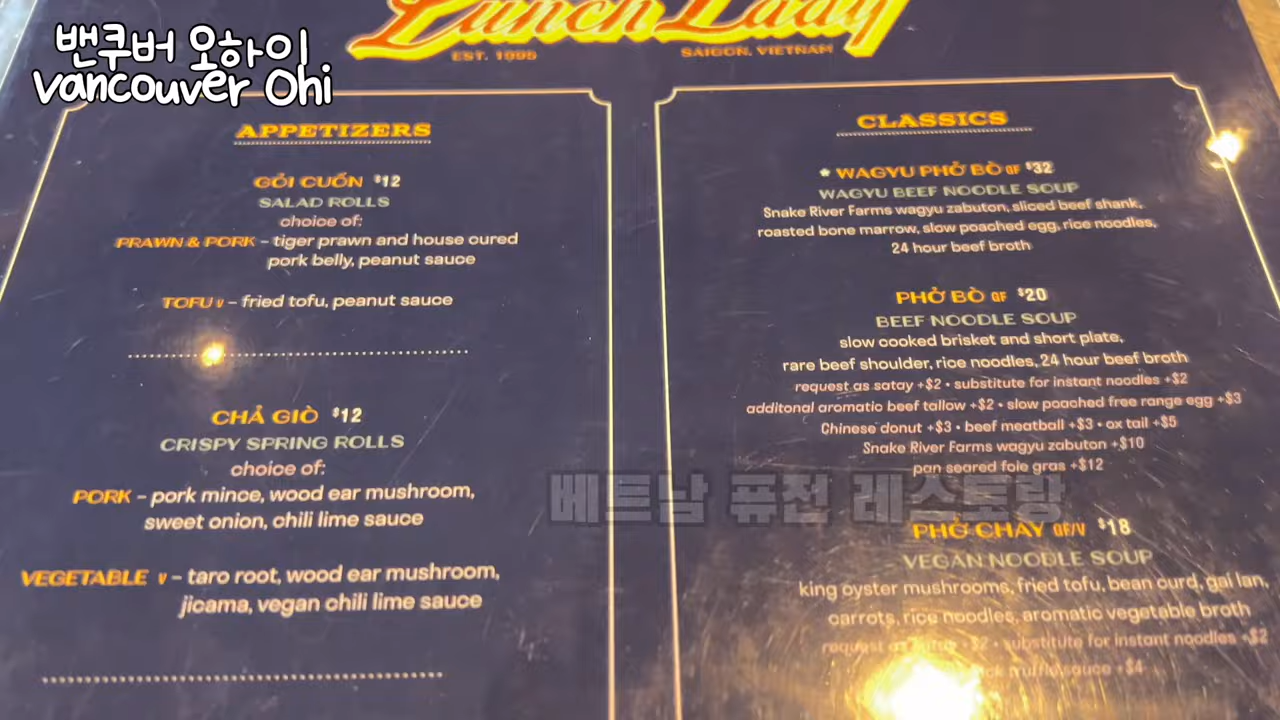 밴쿠버 오하이
Vancouver Ohi
Lunch Lady
EST. 1995
SAIGON, VIETNAM
APPETIZERS
GỎI CUỐN $12
SALAD ROLLS
choice of:
PRAWN & PORK – tiger prawn and house cured
pork belly, peanut sauce
TOFU V – fried tofu, peanut sauce
CHẢ GIÒ $12
CRISPY SPRING ROLLS
choice of:
PORK – pork mince, wood ear mushroom,
sweet onion, chili lime sauce
VEGETABLE V – taro root, wood ear mushroom,
jicama, vegan chili lime sauce
CLASSICS
* WAGYU PHỞ BÒ GF $32
WAGYU BEEF NOODLE SOUP
Snake River Farms wagyu zabuton, sliced beef shank,
roasted bone marrow, slow poached egg, rice noodles,
24 hour beef broth
PHỞ BÒ GF $20
BEEF NOODLE SOUP
slow cooked brisket and short plate,
rare beef shoulder, rice noodles, 24 hour beef broth
request as satay +$2 • substitute for instant noodles +$2
additonal aromatic beef tallow +$2 • slow poached free range egg +$3
Chinese donut +$3 • beef meatball +$3 • ox tail +$5
Snake River Farms wagyu zabuton +$10
pan seared foie gras +$12
베트남 퓨전 레스토랑
PHỞ CHAY GF/V $18
VEGAN NOODLE SOUP
king oyster mushrooms, fried tofu, bean curd, gai lan,
carrots, rice noodles, aromatic vegetable broth
request as +$2 • substitute for instant noodles +$2
truffle sauce +$4